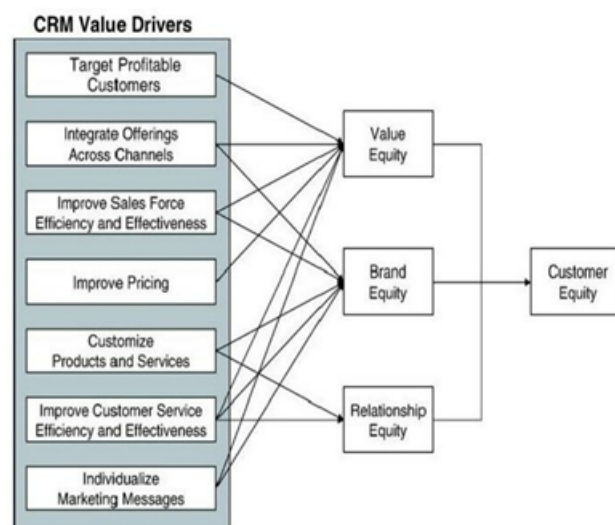 CRM Value Drivers
Target Profitable
Customers
Integrate Offerings
Across Channels
Improve Sales Force
Efficiency and Effectiveness
Improve Pricing
Customize
Products and Services
Improve Customer Service
Efficiency and Effectiveness
Individualize
Marketing Messages
Value
Equity
Brand
Equity
Relationship
Equity
Customer
Equity